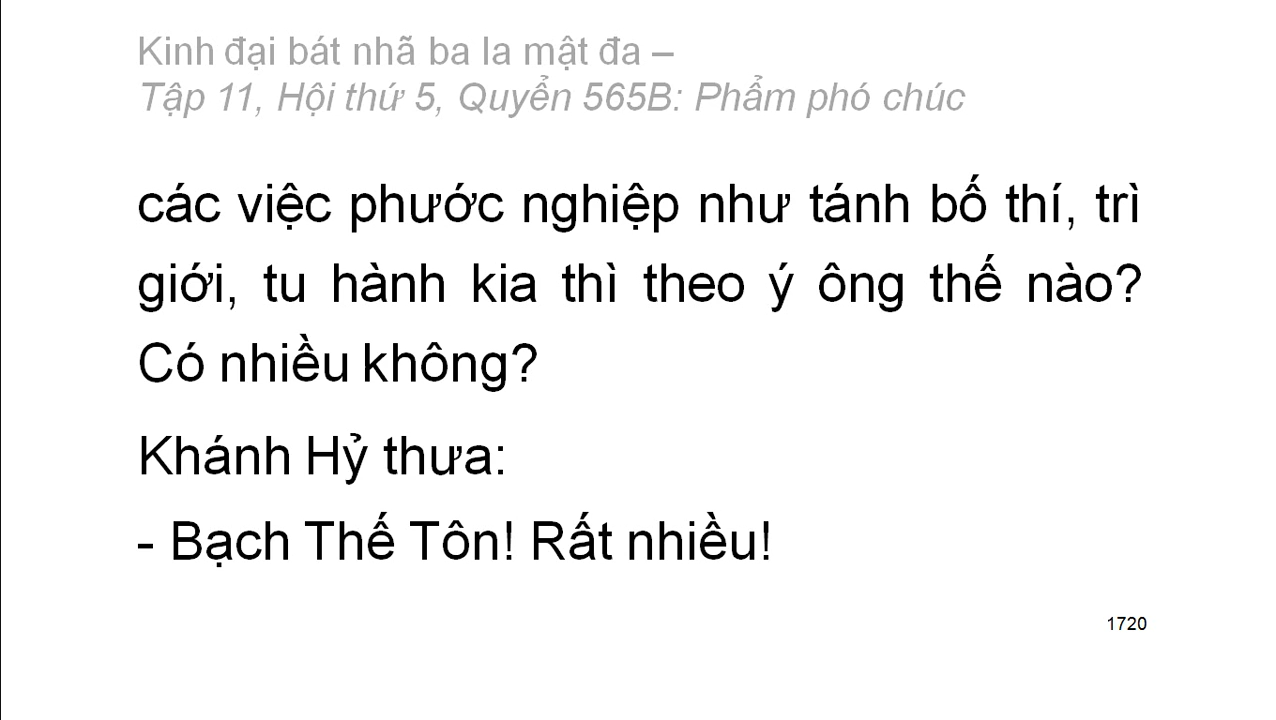 Kinh đại bát nhã ba la mật đa –
Tập 11, Hội thứ 5, Quyển 565B: Phẩm phó chúc
các việc phước nghiệp như tánh bố thí, trì
giới, tu hành kia thì theo ý ông thế nào?
Có nhiều không?
Khánh Hỷ thưa:
- Bạch Thế Tôn! Rất nhiều!
1720